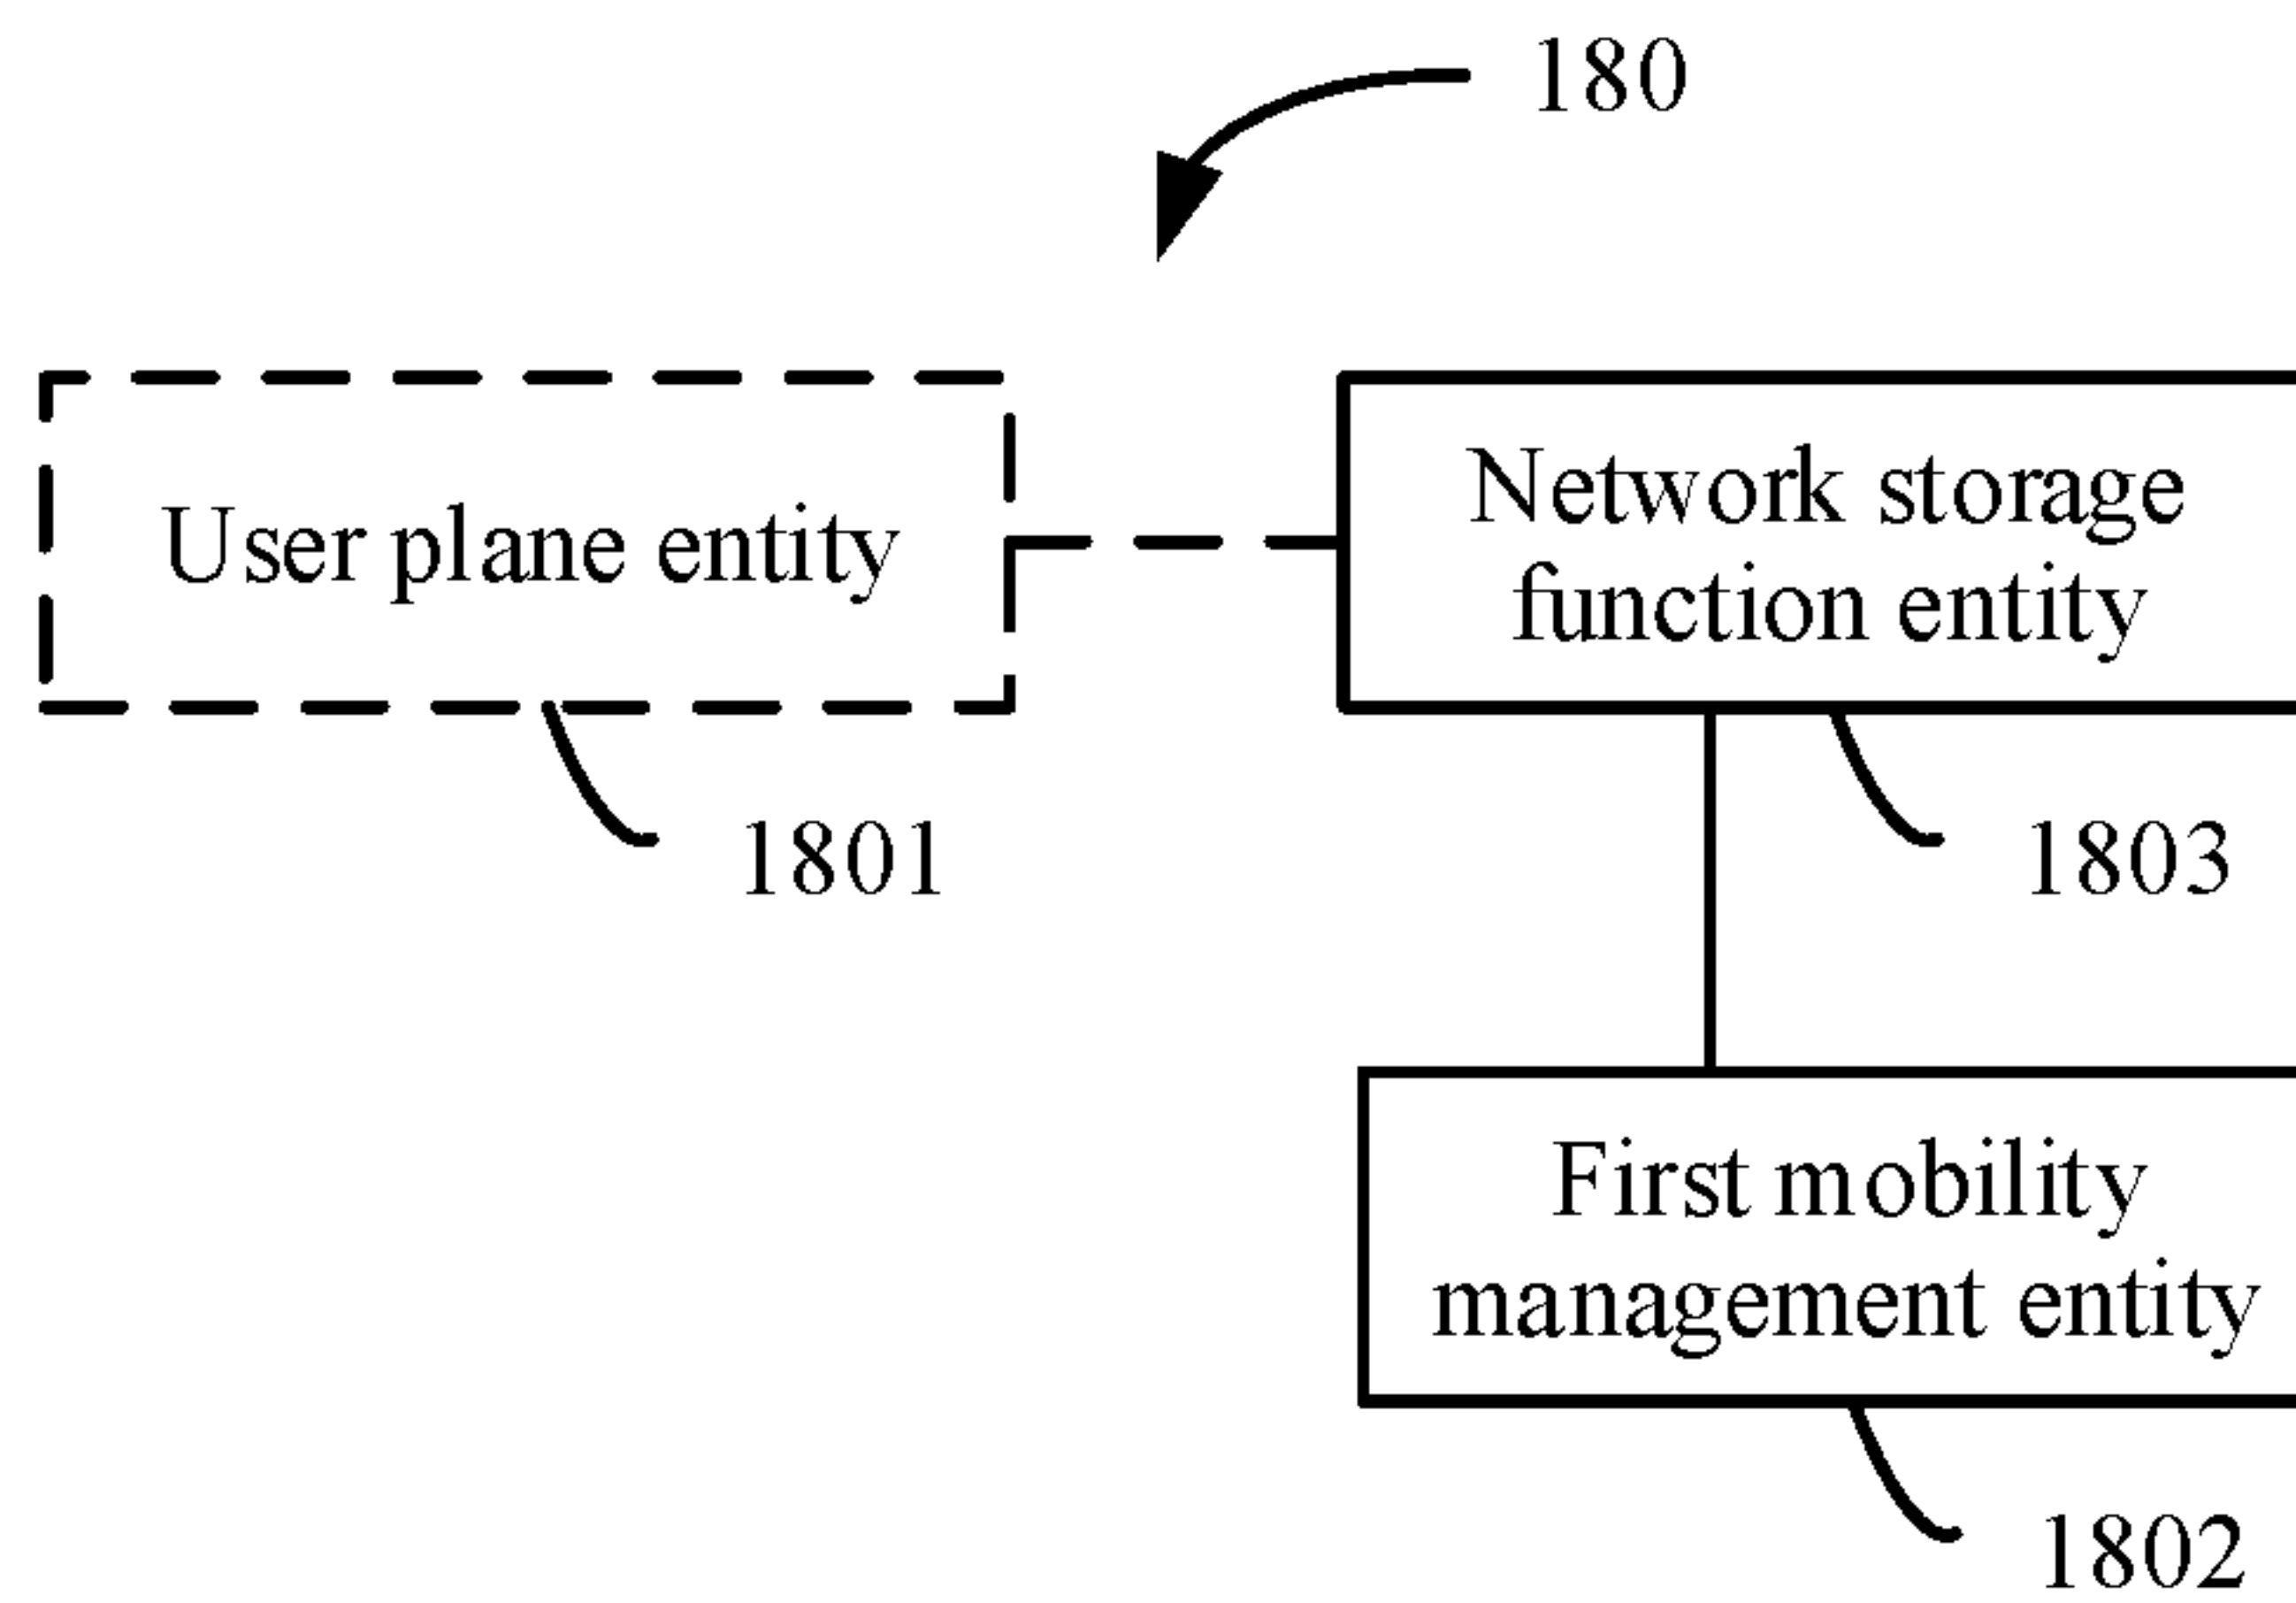 180
User plane entity
1801
Network storage
function entity
1803
First mobility
management entity
1802